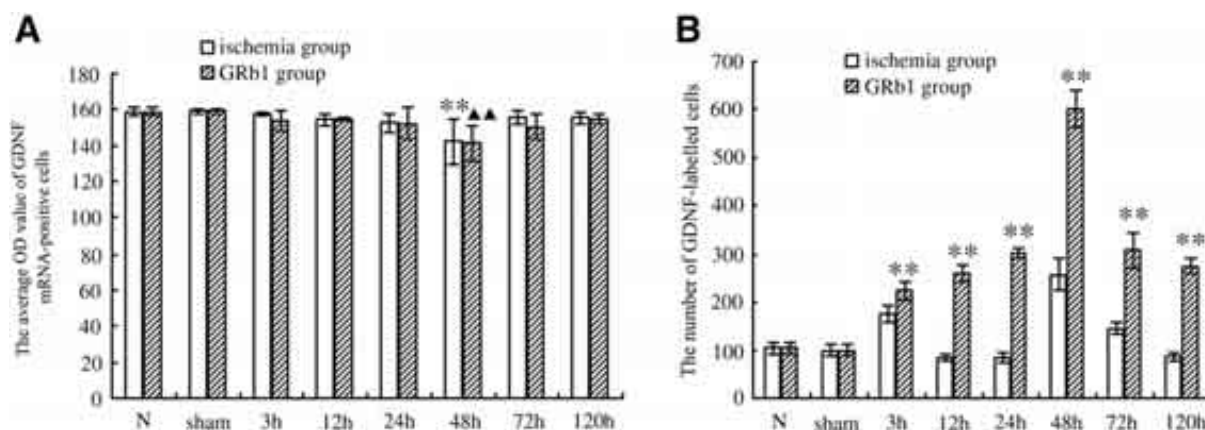 A
ischemia group
GRb1 group
The average OD value of GDNF
mRNA-positive cells
180
160
140
120
100
80
60
40
20
0
**▲▲
N sham 3h 12h 24h 48h 72h 120h
B
ischemia group
GRb1 group
The number of GDNF-labelled cells
700
600
500
400
300
200
100
0
**
**
**
**
**
**
N sham 3h 12h 24h 48h 72h 120h